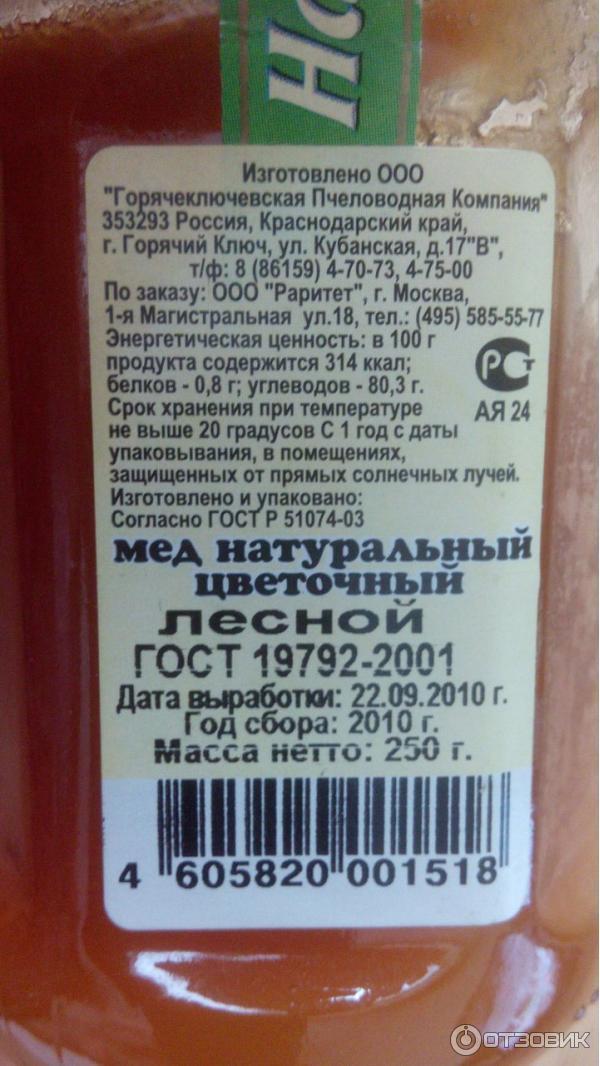 На
Изготовлено ООО
"Горячеключевская Пчеловодная Компания"
353293 Россия, Краснодарский край,
г. Горячий Ключ, ул. Кубанская, д.17"В",
т/ф: 8 (86159) 4-70-73, 4-75-00
По заказу: ООО "Раритет", г. Москва,
1-я Магистральная ул.18, тел.: (495) 585-55-77
Энергетическая ценность: в 100 г
продукта содержится 314 ккал;
белков - 0,8 г; углеводов - 80,3 г.
РСТ
Срок хранения при температуре
АЯ 24
не выше 20 градусов С 1 год с даты
упаковывания, в помещениях,
защищенных от прямых солнечных лучей.
Изготовлено и упаковано:
Согласно ГОСТ Р 51074-03
мед натуральный
цветочный
лесной
ГОСТ 19792-2001
Дата выработки: 22.09.2010 г.
Год сбора: 2010 г.
Масса нетто: 250 г.
4 605820 001518
ОТЗОВИК